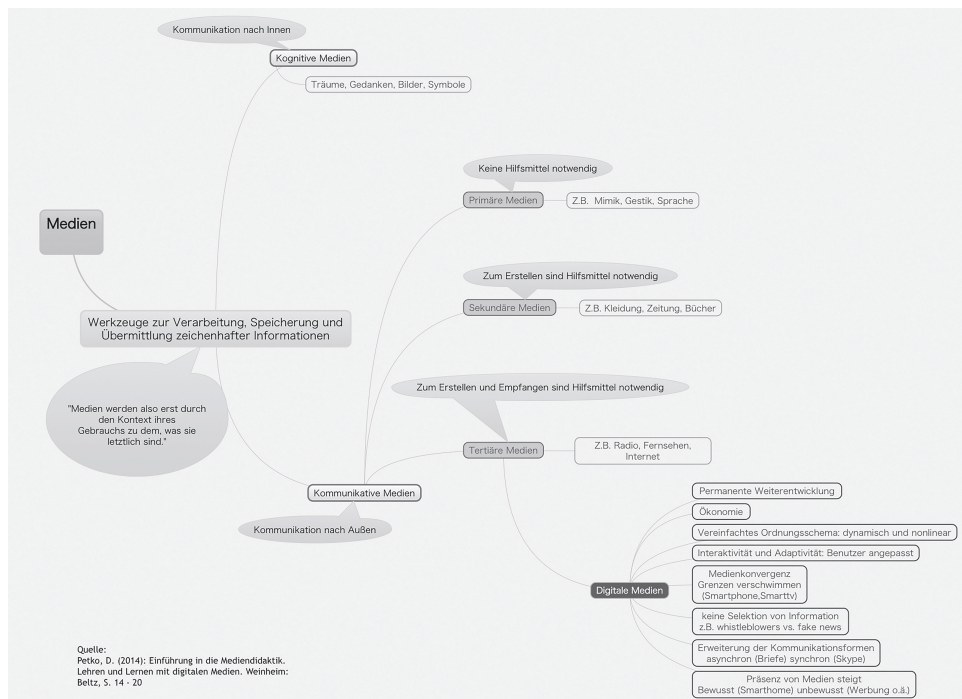 Kommunikation nach Innen
Kognitive Medien
Träume, Gedanken, Bilder, Symbole
Keine Hilfsmittel notwendig
Primäre Medien
Z.B. Mimik, Gestik, Sprache
Medien
Zum Erstellen sind Hilfsmittel notwendig
Sekundäre Medien
Z.B. Kleidung, Zeitung, Bücher
Werkzeuge zur Verarbeitung, Speicherung und
Übermittlung zeichenhafter Informationen
"Medien werden also erst durch
den Kontext ihres
Gebrauchs zu dem, was sie
letztlich sind."
Zum Erstellen und Empfangen sind Hilfsmittel notwendig
Tertiäre Medien
Z.B. Radio, Fernsehen,
Internet
Kommunikative Medien
Kommunikation nach Außen
Digitale Medien
Permanente Weiterentwicklung
Ökonomie
Vereinfachtes Ordnungsschema: dynamisch und nonlinear
Interaktivität und Adaptivität: Benutzer angepasst
Medienkonvergenz
Grenzen verschwimmen
(Smartphone,Smarttv)
keine Selektion von Information
z.B. whistleblowers vs. fake news
Erweiterung der Kommunikationsformen
asynchron (Briefe) synchron (Skype)
Präsenz von Medien steigt
Bewusst (Smarthome) unbewusst (Werbung o.ä.)
Quelle:
Petko, D. (2014): Einführung in die Mediendidaktik.
Lehren und Lernen mit digitalen Medien. Weinheim:
Beltz, S. 14 - 20